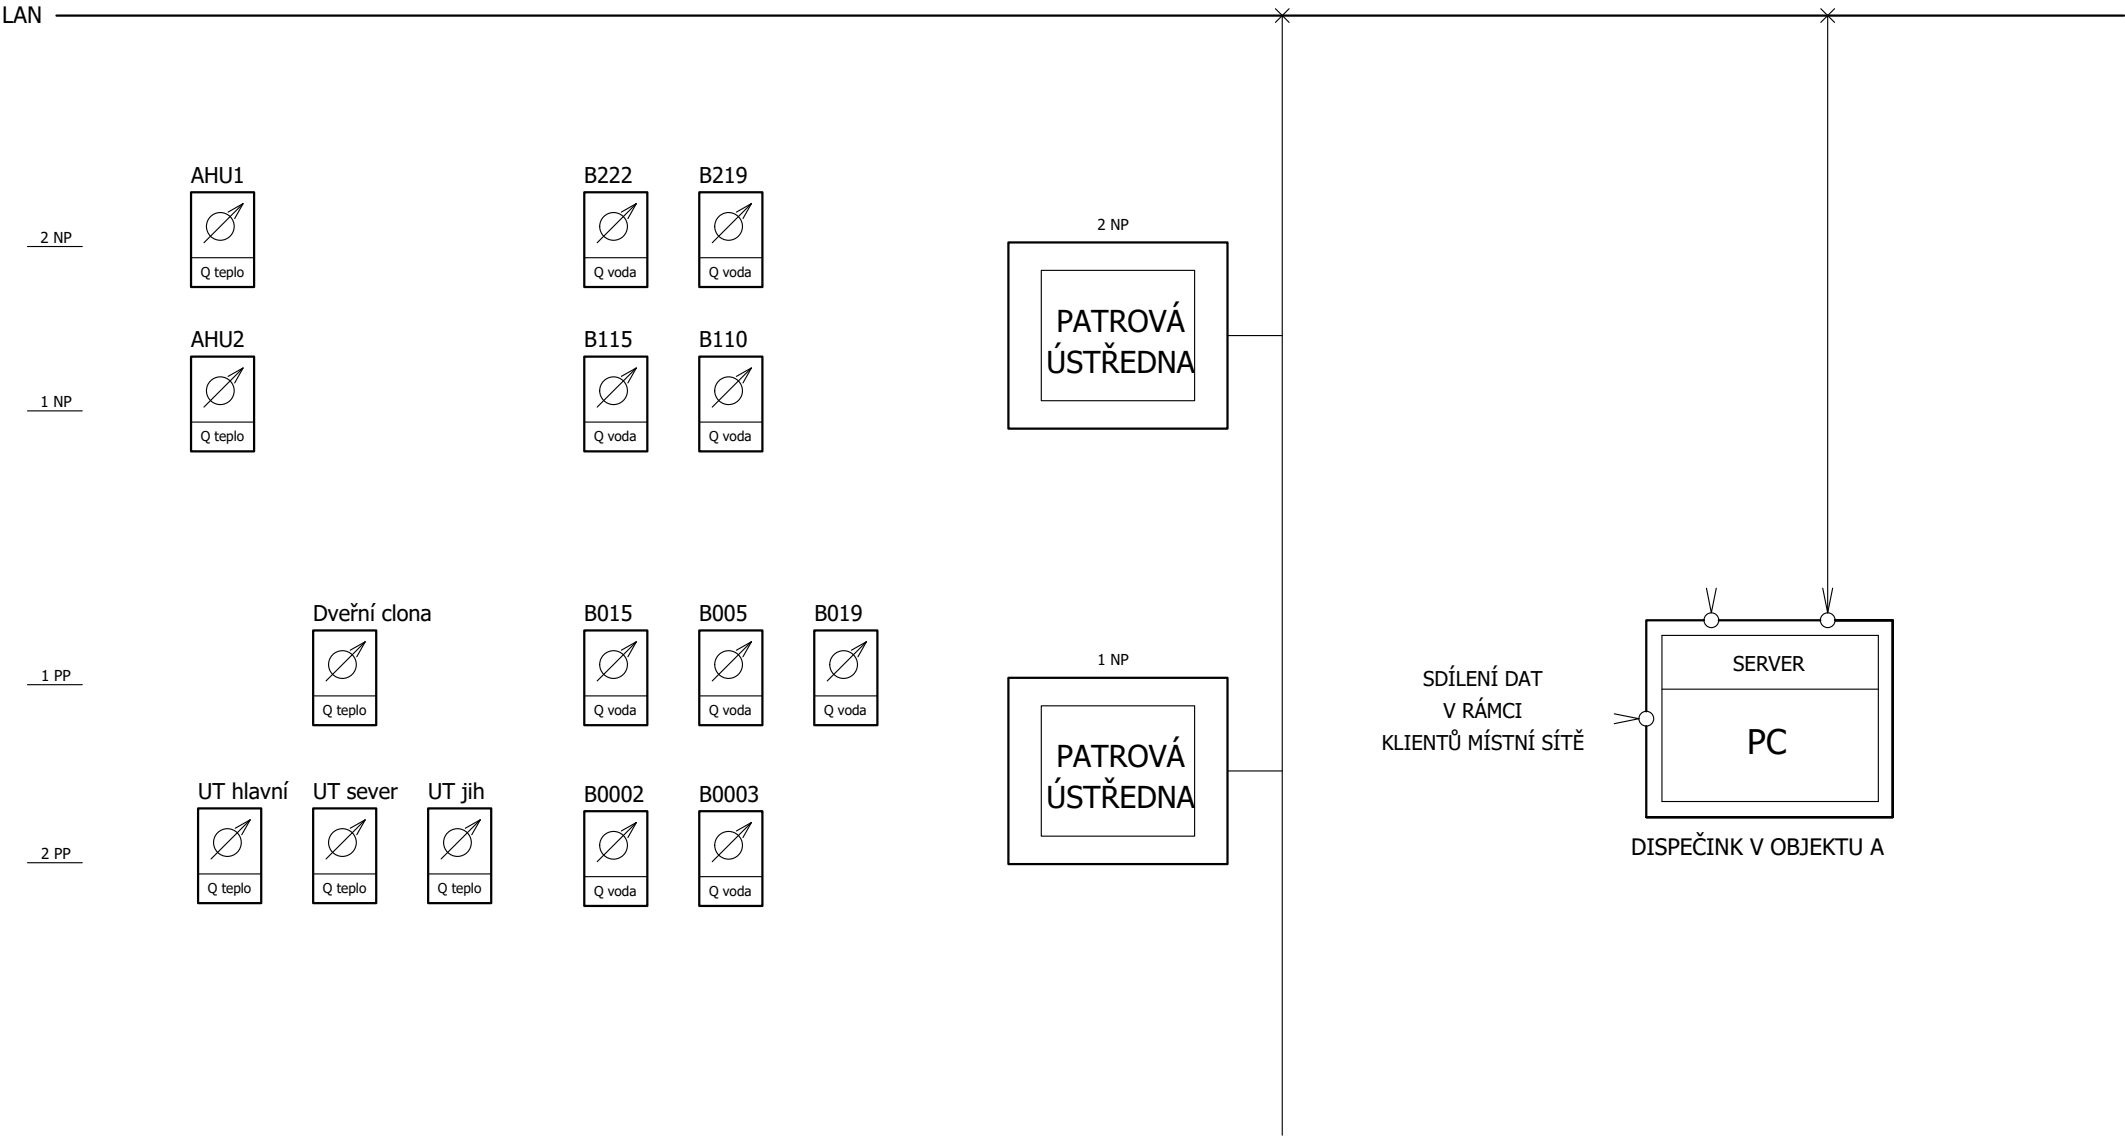 LAN
AHU1
B222
B219
2 NP
2 NP
Q teplo
Q voda
Q voda
PATROVÁ
ÚSTŘEDNA
AHU2
B115
B110
1 NP
Q teplo
Q voda
Q voda
Dveřní clona
B015
B005
B019
1 NP
1 PP
Q teplo
Q voda
Q voda
Q voda
PATROVÁ
ÚSTŘEDNA
SDÍLENÍ DAT
V RÁMCI
KLIENTŮ MÍSTNÍ SÍTĚ
SERVER
PC
DISPEČINK V OBJEKTU A
UT hlavní
UT sever
UT jih
B0002
B0003
2 PP
Q teplo
Q teplo
Q teplo
Q voda
Q voda